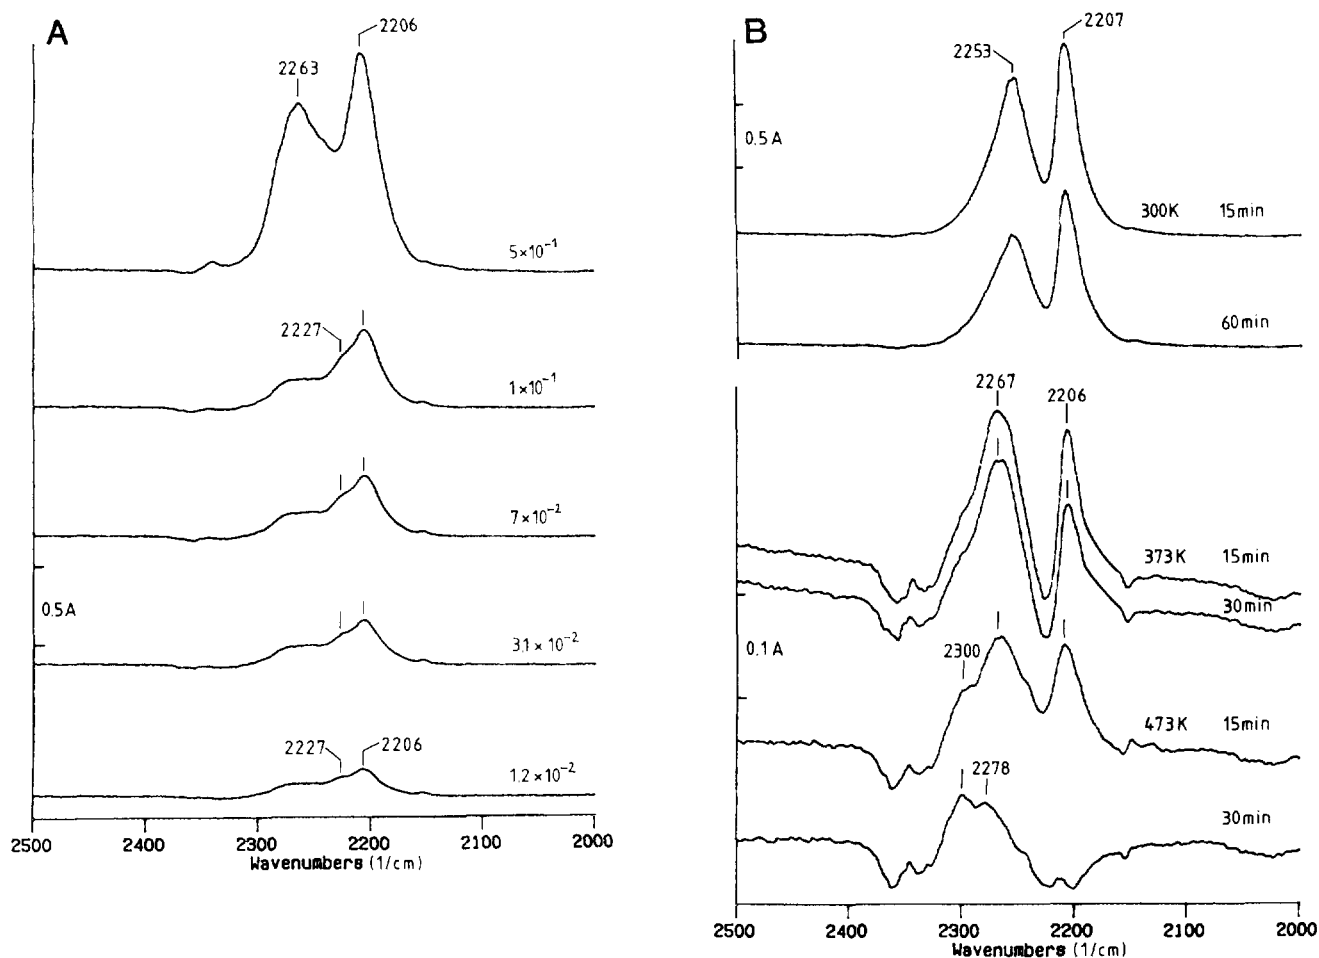 A
2206
2263
5×10⁻¹
2227
1×10⁻¹
7×10⁻²
0.5A
3.1 × 10⁻²
2227
2206
1.2 × 10⁻²
2500 2400 2300 2200 2100 2000
Wavenumbers (1/cm)
B
2207
2253
0.5A
300K 15min
60min
2267
2206
373K 15min
30min
0.1A
2300
473K 15min
2278
30min
2500 2400 2300 2200 2100 2000
Wavenumbers (1/cm)